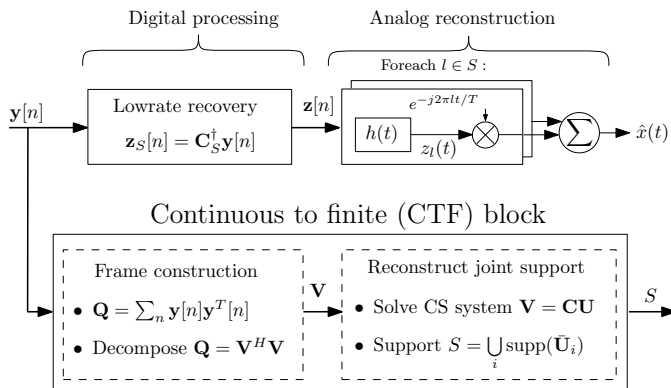 Digital processing
Analog reconstruction
Foreach l ∈ S :
y[n]
Lowrate recovery
z_S[n] = C_S^† y[n]
z[n]
e^{-j2πlt/T}
h(t)
z_l(t)
∑
x̂(t)
Continuous to finite (CTF) block
Frame construction
• Q = ∑_n y[n]y^T[n]
• Decompose Q = V^H V
V
Reconstruct joint support
• Solve CS system V = CU
• Support S = ⋃_i supp(Ū_i)
S